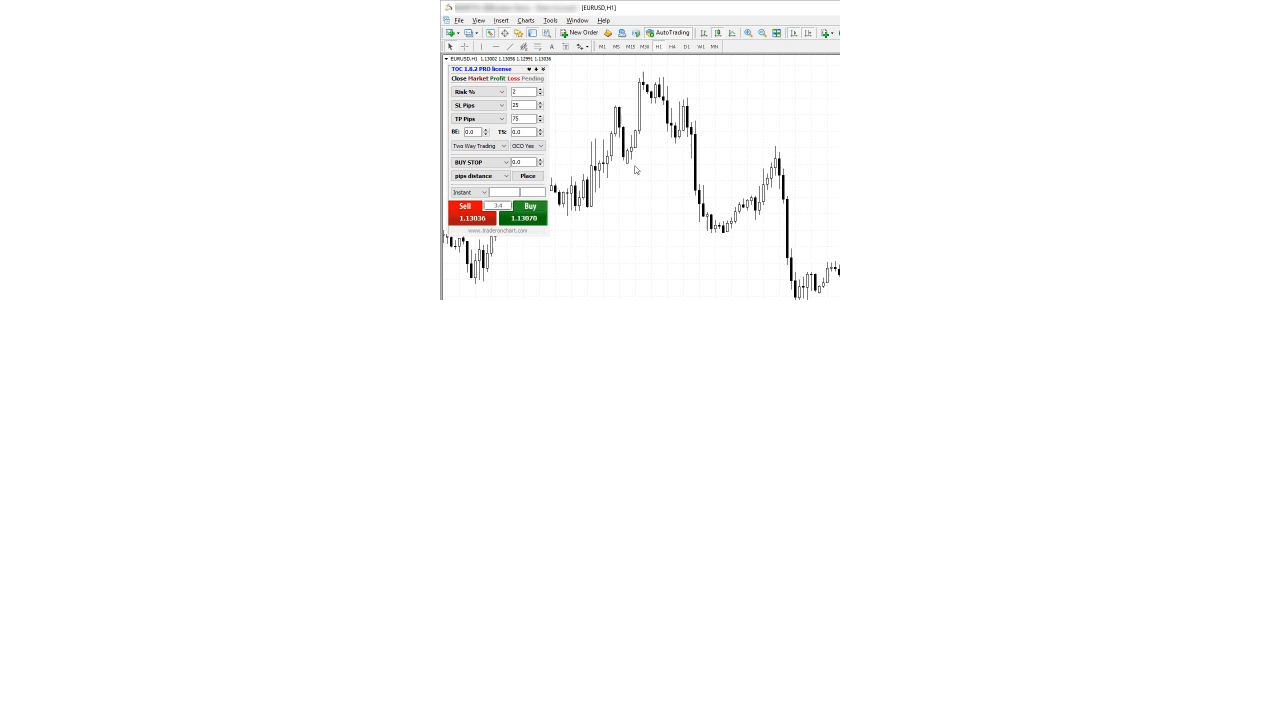 [EURUSD,H1]
File View Insert Charts Tools Window Help
New Order AutoTrading
A T M1 M5 M15 M30 H1 H4 D1 W1 MN
EURUSD,H1 1.13082 1.13056 1.12991 1.13036
TOC 1.8.2 PRO license
Close Market Profit Loss Pending
Risk % 2
SL Pips 25
TP Pips 75
BE: 0.0 TS: 0.0
Two Way Trading OCO Yes
BUY STOP 0.0
pips distance Place
Instant
Sell 3.4 Buy
1.13036 1.13070
www.traderonchart.com